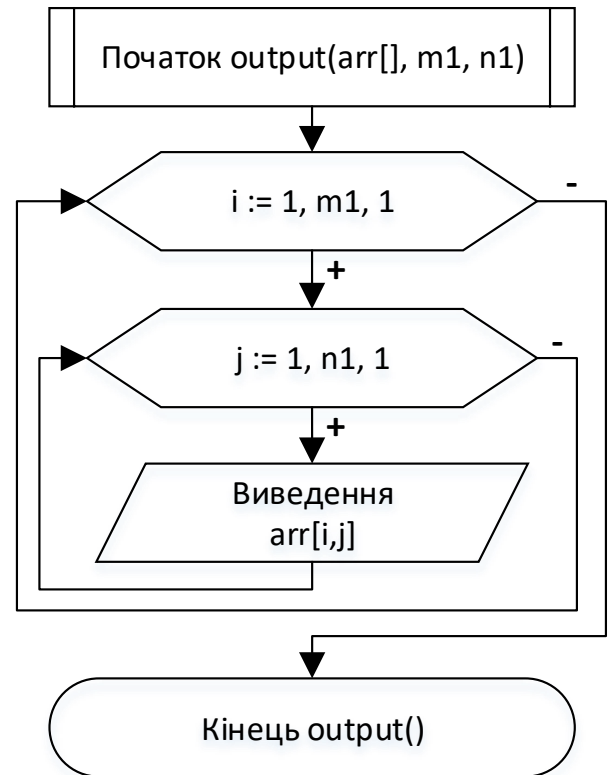 Початок output(arr[], m1, n1)
i := 1, m1, 1
-
+
j := 1, n1, 1
-
+
Виведення
arr[i,j]
Кінець output()